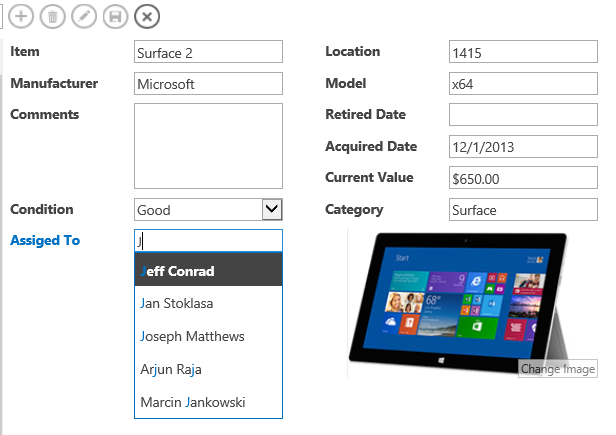 Item
Surface 2
Location
1415
Manufacturer
Microsoft
Model
x64
Comments
Retired Date
Acquired Date
12/1/2013
Current Value
$650.00
Condition
Good
Category
Surface
Assiged To
J
Jeff Conrad
Jan Stoklasa
Joseph Matthews
Arjun Raja
Marcin Jankowski
Start
68°
Change Image